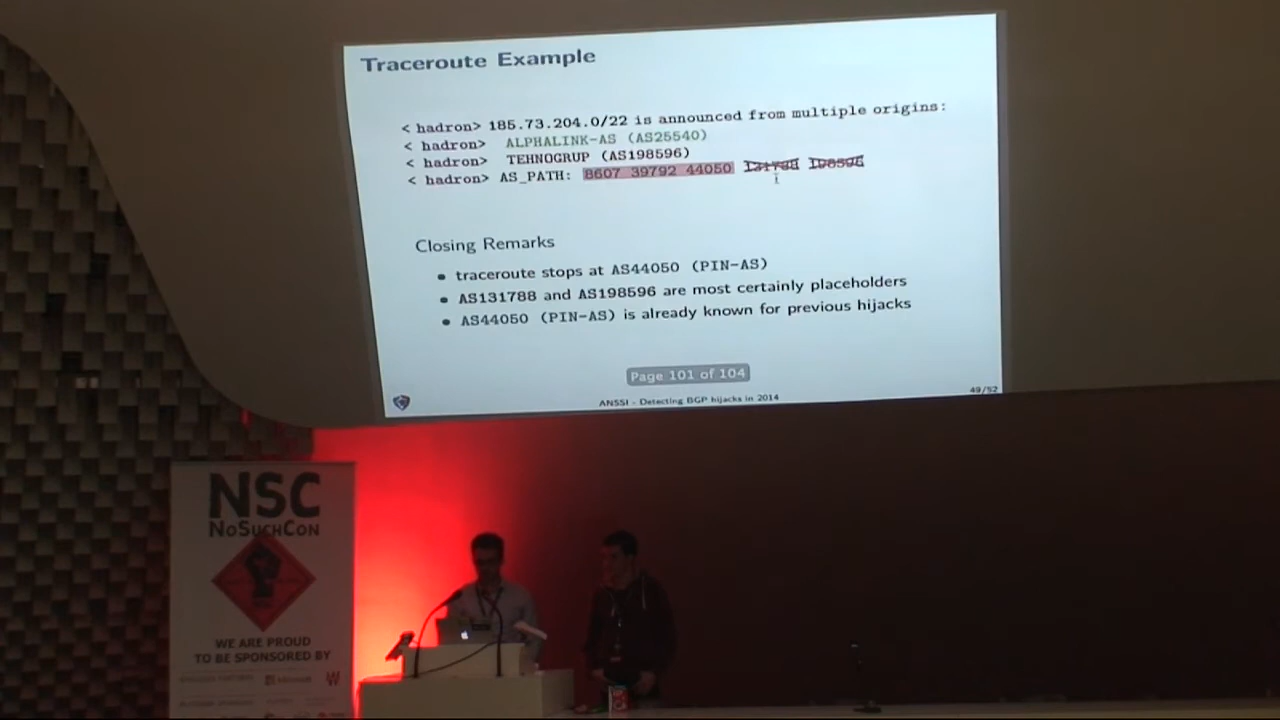 Traceroute Example
< hadron> 185.73.204.0/22 is announced from multiple origins:
< hadron> ALPHALINK-AS (AS25540)
< hadron> TEHNOGRUP (AS198596)
< hadron> AS_PATH: 8607 39792 44050 131788 198596
Closing Remarks
• traceroute stops at AS44050 (PIN-AS)
• AS131788 and AS198596 are most certainly placeholders
• AS44050 (PIN-AS) is already known for previous hijacks
Page 101 of 104
ANSSI - Detecting BGP hijacks in 2014
49/52
NSC
NOSUCHCON
WE ARE PROUD
TO BE SPONSORED BY